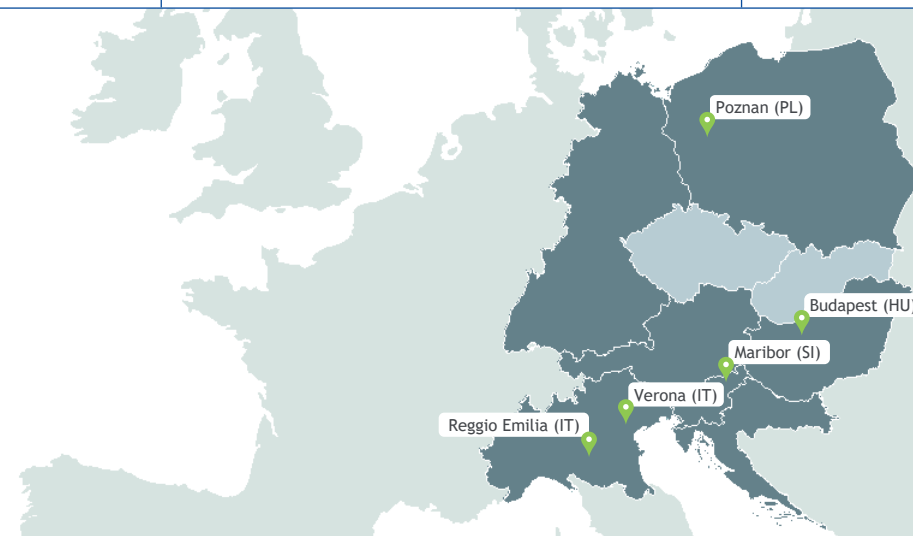 Poznan (PL)
Budapest (HU)
Maribor (SI)
Verona (IT)
Reggio Emilia (IT)